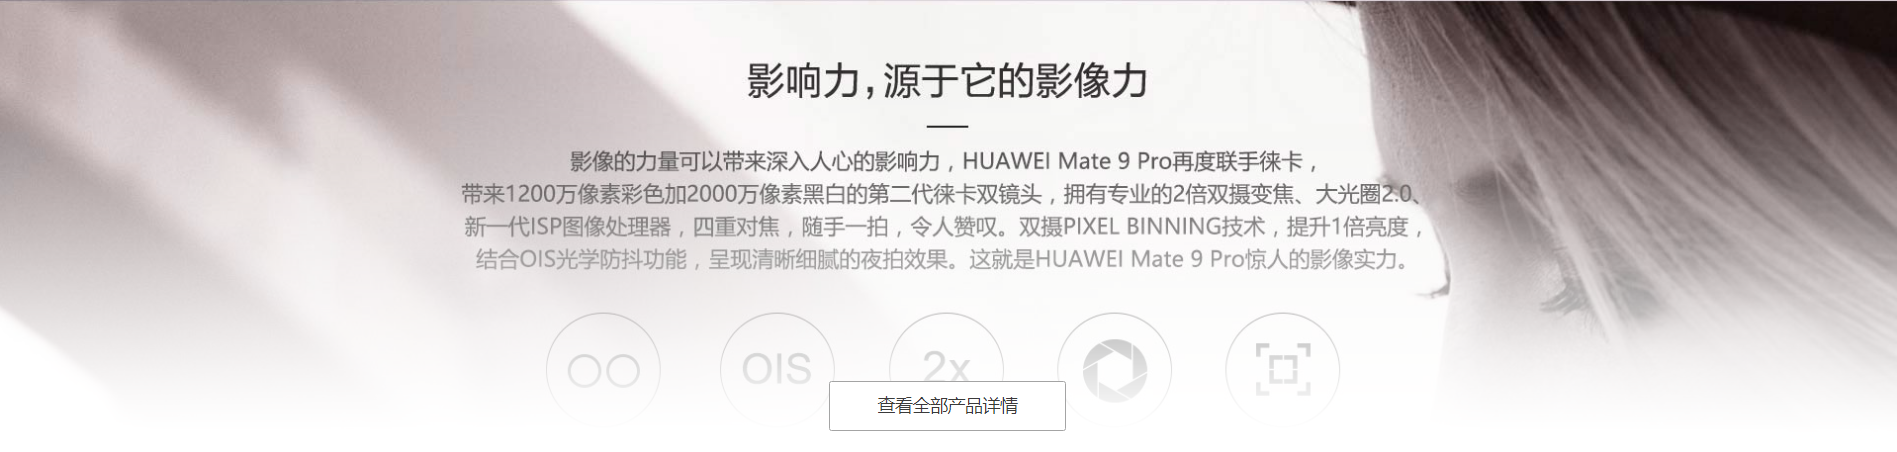 影响力，源于它的影像力
影像的力量可以带来深入人心的影响力，HUAWEI Mate 9 Pro再度联手徕卡，
带来1200万像素彩色加2000万像素黑白的第二代徕卡双镜头，拥有专业的2倍双摄变焦、大光圈2.0、
新一代ISP图像处理器，四重对焦，随手一拍，令人赞叹。双摄PIXEL BINNING技术，提升1倍亮度，
结合OIS光学防抖功能，呈现清晰细腻的夜拍效果。这就是HUAWEI Mate 9 Pro惊人的影像实力。
OIS
2x
查看全部产品详情